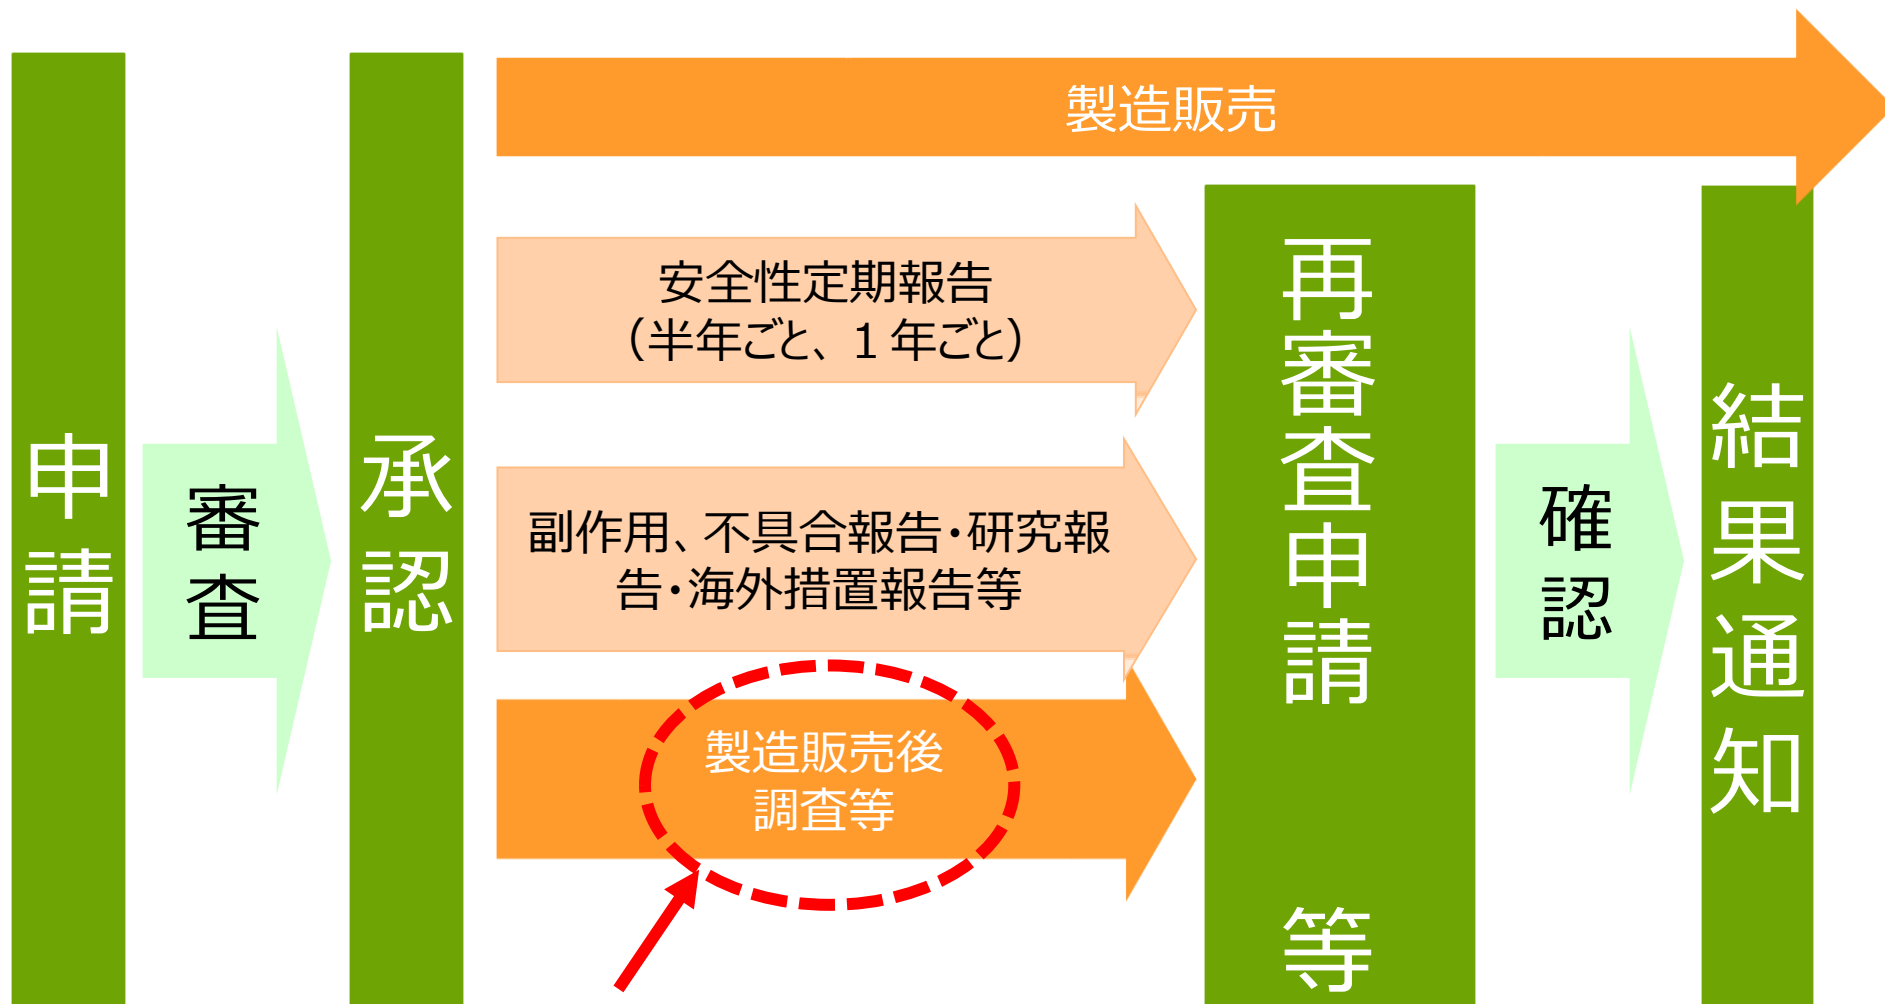 申請
審査
承認
製造販売
安全性定期報告
（半年ごと、１年ごと）
副作用、不具合報告・研究報
告・海外措置報告等
製造販売後
調査等
再審査申請　等
確認
結果通知